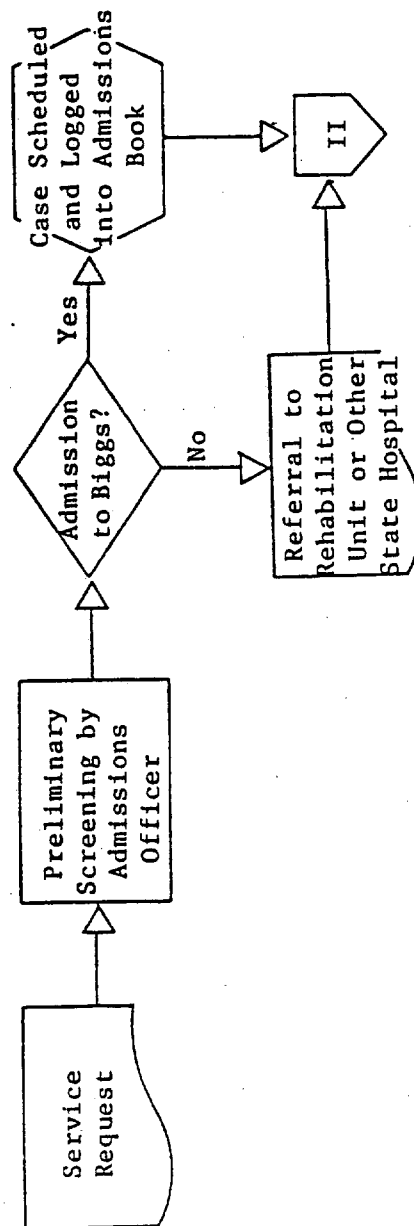 Service
Request
Preliminary
Screening by
Admissions
Officer
Admission
to Biggs?
Yes
No
Case Scheduled
and Logged
into Admissions
Book
Referral to
Rehabilitation
Unit or Other
State Hospital
II